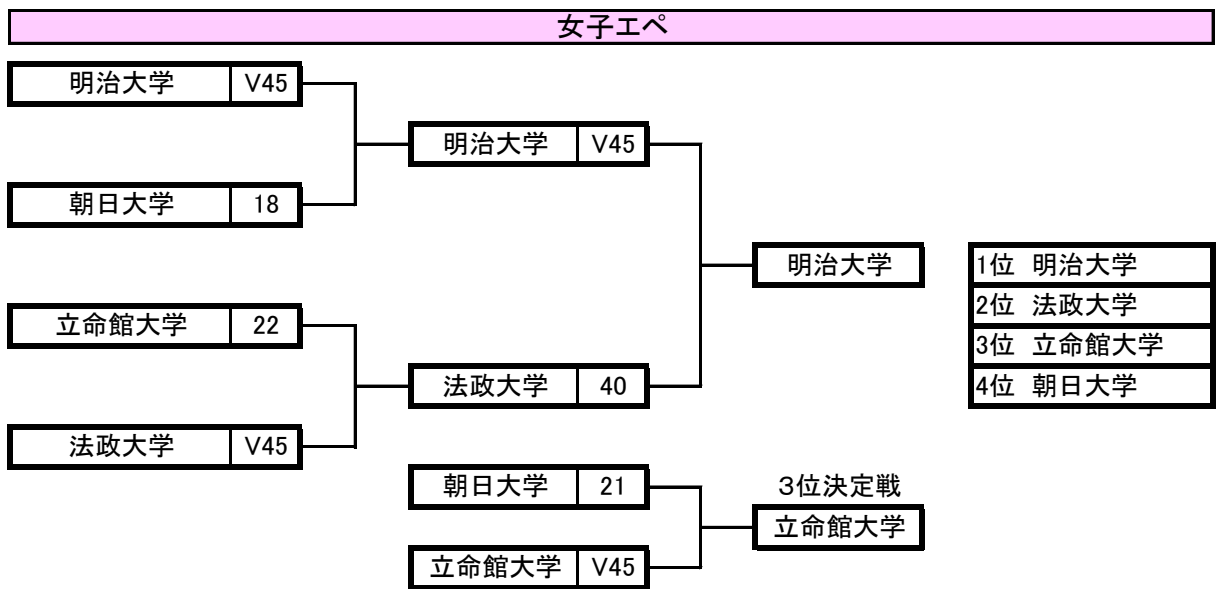 女子エペ
明治大学 V45
明治大学 V45
朝日大学 18
明治大学
1位 明治大学
2位 法政大学
立命館大学 22
3位 立命館大学
法政大学 40
4位 朝日大学
法政大学 V45
朝日大学 21
3位決定戦
立命館大学
立命館大学 V45